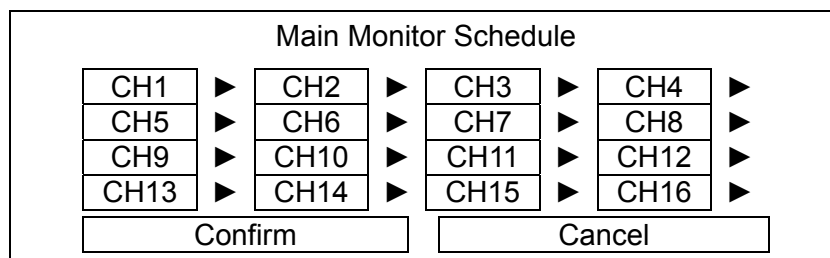 Main Monitor Schedule
CH1 ► CH2 ► CH3 ► CH4 ►
CH5 ► CH6 ► CH7 ► CH8 ►
CH9 ► CH10 ► CH11 ► CH12 ►
CH13 ► CH14 ► CH15 ► CH16 ►
Confirm Cancel